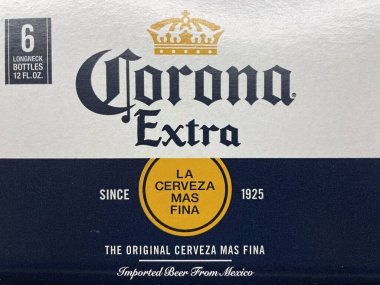 6
LONGNECK
BOTTLES
12 FL.OZ.
Corona
Extra
LA
CERVEZA
MAS
FINA
SINCE 1925
THE ORIGINAL CERVEZA MAS FINA
Imported Beer From Mexico